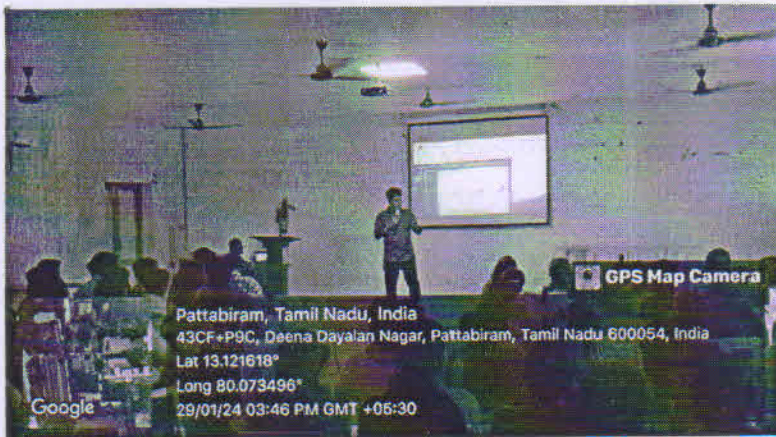 GPS Map Camera
Pattabiram, Tamil Nadu, India
43CF+P9C, Deena Dayalan Nagar, Pattabiram, Tamil Nadu 600054, India
Lat 13.121618°
Long 80.073496°
29/01/24 03:46 PM GMT +05:30
Google